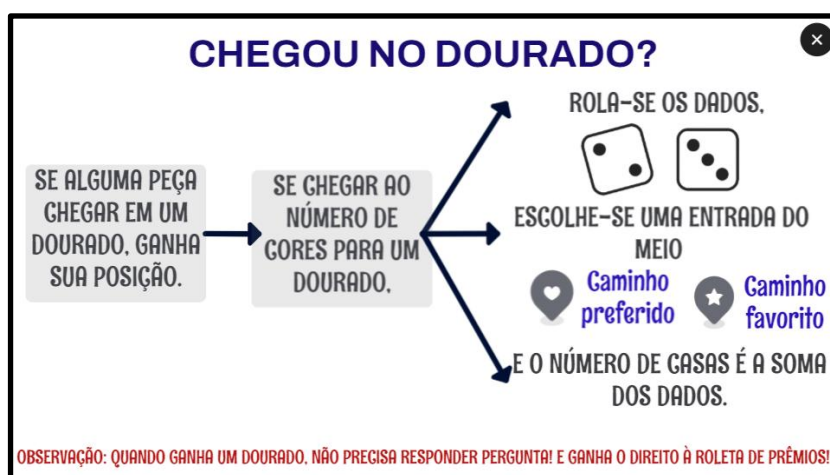 CHEGOU NO DOURADO?
SE ALGUMA PEÇA
CHEGAR EM UM
DOURADO, GANHA
SUA POSIÇÃO.
SE CHEGAR AO
NÚMERO DE
CORES PARA UM
DOURADO,
ROLA-SE OS DADOS,
ESCOLHE-SE UMA ENTRADA DO
MEIO
Caminho
preferido
Caminho
favorito
E O NÚMERO DE CASAS É A SOMA
DOS DADOS.
OBSERVAÇÃO: QUANDO GANHA UM DOURADO, NÃO PRECISA RESPONDER PERGUNTA! E GANHA O DIREITO À ROLETA DE PRÊMIOS!